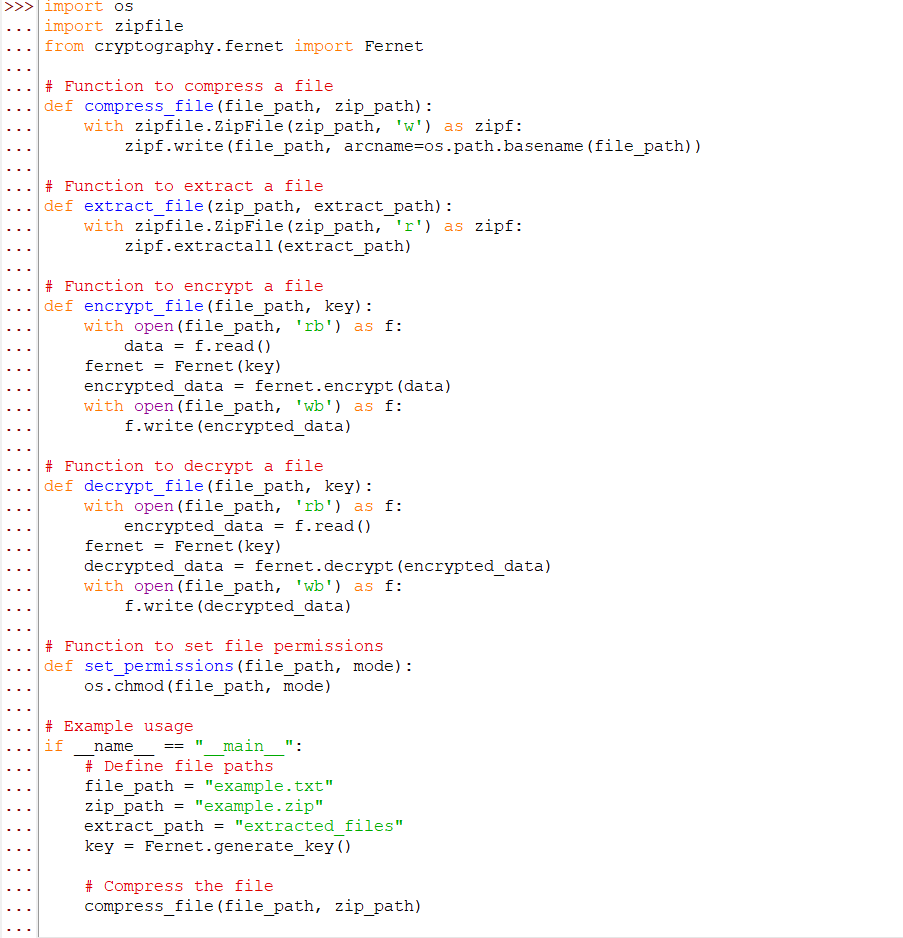 >>> import os
... import zipfile
... from cryptography.fernet import Fernet
...
... # Function to compress a file
... def compress_file(file_path, zip_path):
...     with zipfile.ZipFile(zip_path, 'w') as zipf:
...         zipf.write(file_path, arcname=os.path.basename(file_path))
...
... # Function to extract a file
... def extract_file(zip_path, extract_path):
...     with zipfile.ZipFile(zip_path, 'r') as zipf:
...         zipf.extractall(extract_path)
...
... # Function to encrypt a file
... def encrypt_file(file_path, key):
...     with open(file_path, 'rb') as f:
...         data = f.read()
...     fernet = Fernet(key)
...     encrypted_data = fernet.encrypt(data)
...     with open(file_path, 'wb') as f:
...         f.write(encrypted_data)
...
... # Function to decrypt a file
... def decrypt_file(file_path, key):
...     with open(file_path, 'rb') as f:
...         encrypted_data = f.read()
...     fernet = Fernet(key)
...     decrypted_data = fernet.decrypt(encrypted_data)
...     with open(file_path, 'wb') as f:
...         f.write(decrypted_data)
...
... # Function to set file permissions
... def set_permissions(file_path, mode):
...     os.chmod(file_path, mode)
...
... # Example usage
... if __name__ == "__main__":
...     # Define file paths
...     file_path = "example.txt"
...     zip_path = "example.zip"
...     extract_path = "extracted_files"
...     key = Fernet.generate_key()
...
...     # Compress the file
...     compress_file(file_path, zip_path)
...